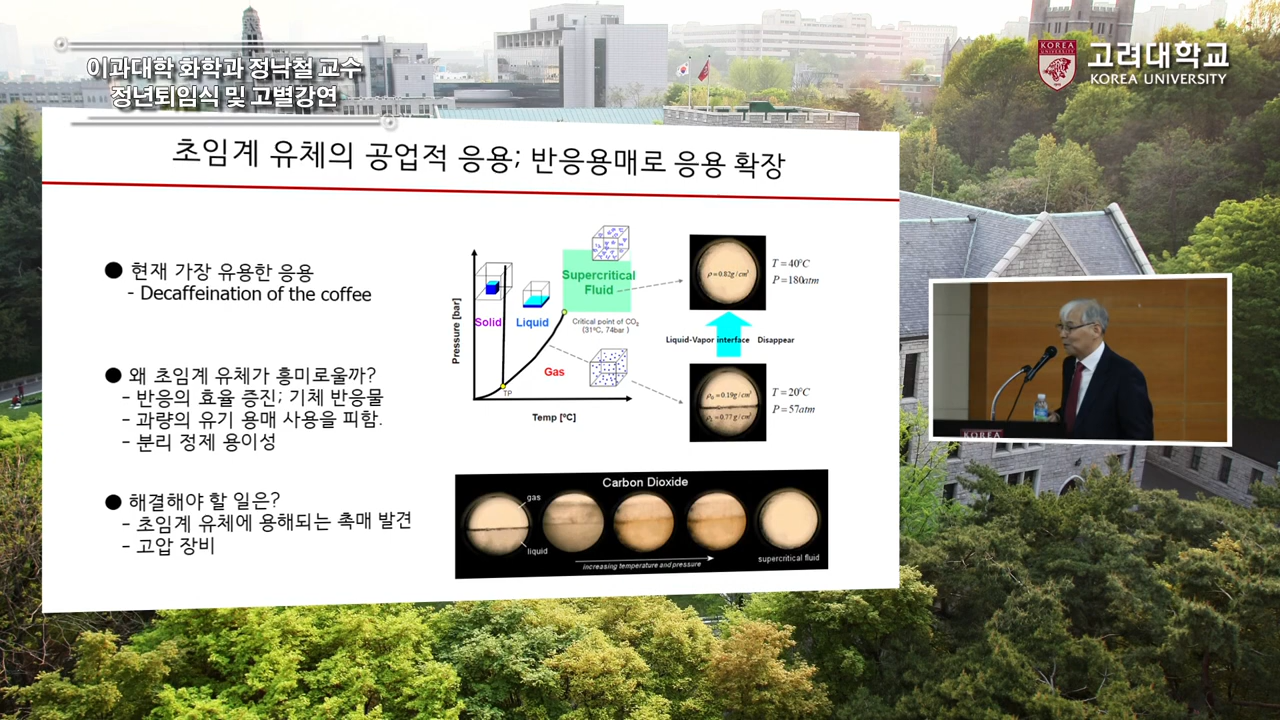 이과대학 화학과 정낙철 교수
정년퇴임식 및 고별강연
KOREA
UNIVERSITY
고려대학교
KOREA UNIVERSITY
초임계 유체의 공업적 응용; 반응용매로 응용 확장
● 현재 가장 유용한 응용
- Decaffeination of the coffee
● 왜 초임계 유체가 흥미로울까?
- 반응의 효율 증진; 기체 반응물
- 과량의 유기 용매 사용을 피함.
- 분리 정제 용이성
● 해결해야 할 일은?
- 초임계 유체에 용해되는 촉매 발견
- 고압 장비
Pressure [bar]
Solid
Liquid
Supercritical
Fluid
Critical point of CO₂
(31ºC, 74bar )
Gas
TP
Temp [ºC]
ρ=0.82g/cm³
T = 40°C
P = 180atm
Liquid-Vapor interface Disappear
ρg=0.19g/cm³
ρl=0.77g/cm³
T = 20°C
P = 57atm
Carbon Dioxide
gas
liquid
increasing temperature and pressure
supercritical fluid
KOREA